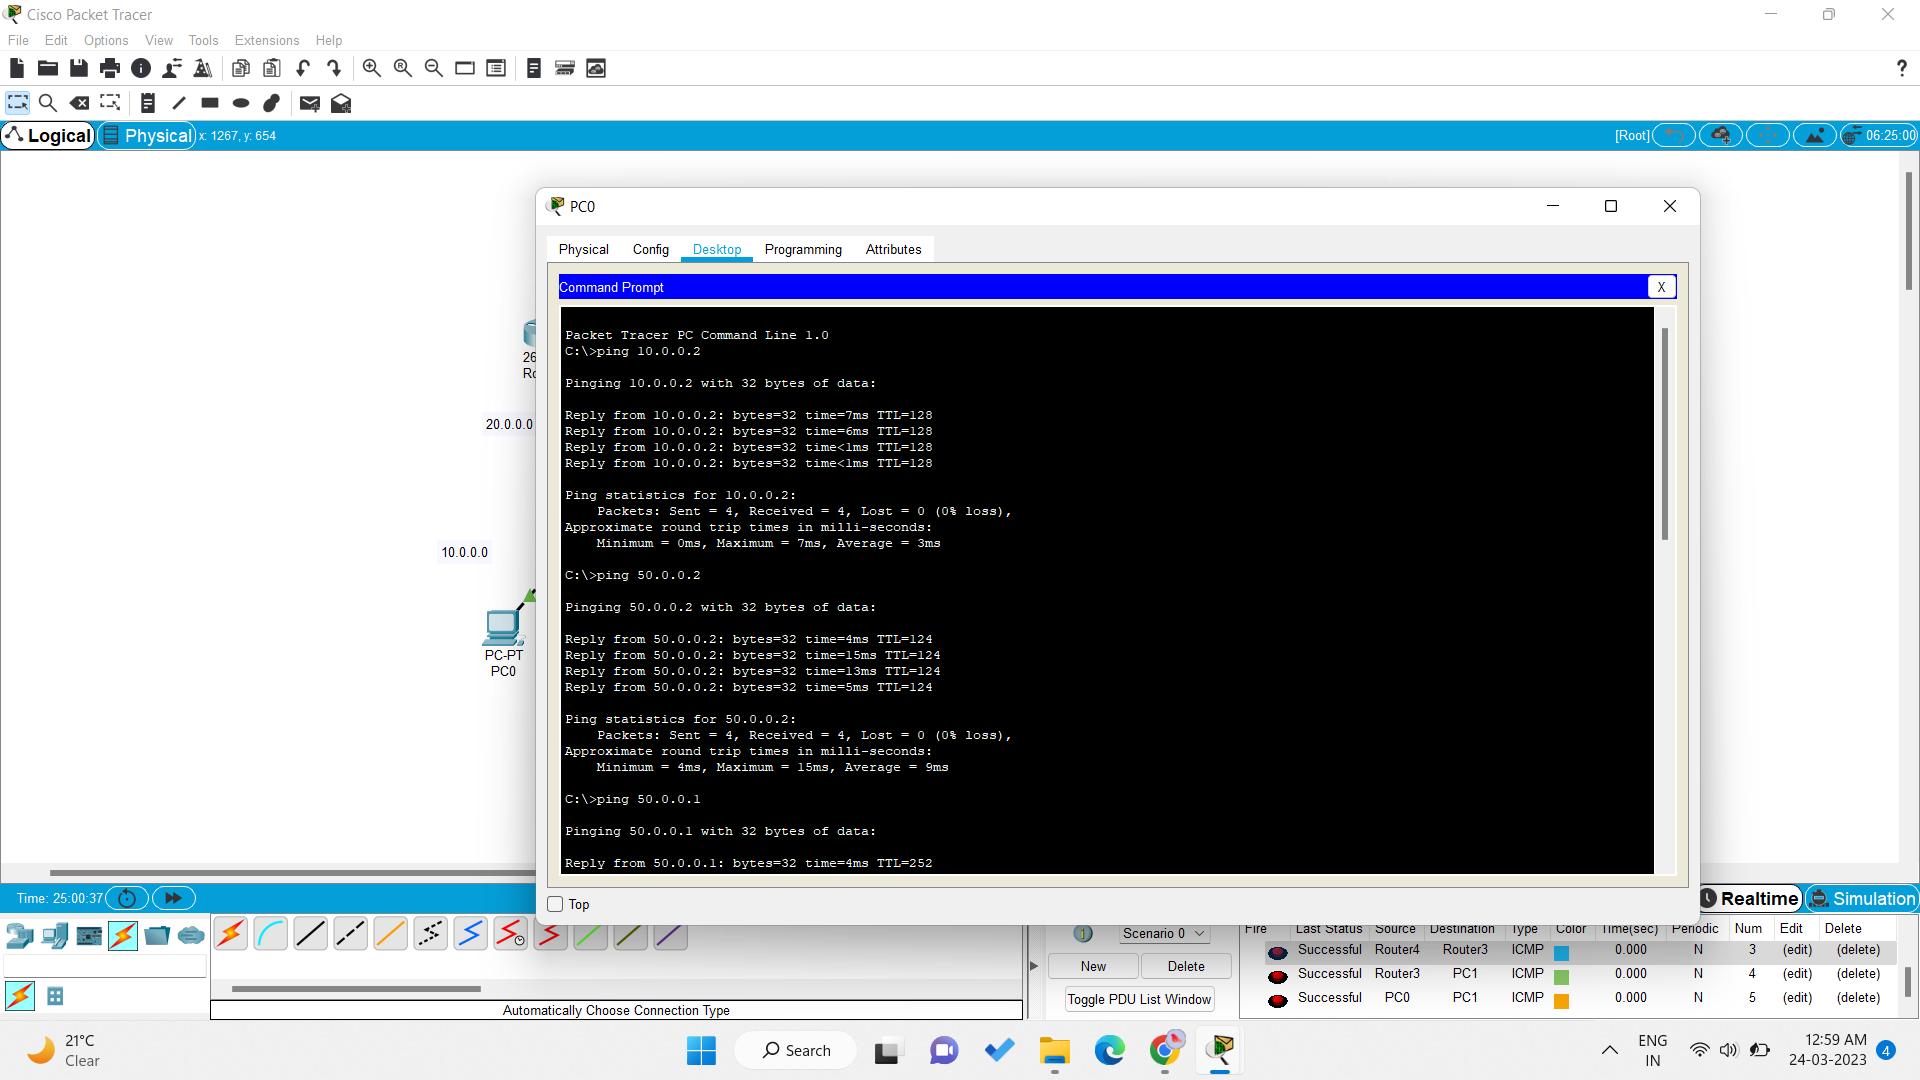 Cisco Packet Tracer
File Edit Options View Tools Extensions Help
?
Logical Physical x: 1267, y: 654
[Root] 06:25:00
PC0
Physical Config Desktop Programming Attributes
Command Prompt X
Packet Tracer PC Command Line 1.0
C:\>ping 10.0.0.2
Pinging 10.0.0.2 with 32 bytes of data:
Reply from 10.0.0.2: bytes=32 time=7ms TTL=128
Reply from 10.0.0.2: bytes=32 time=6ms TTL=128
Reply from 10.0.0.2: bytes=32 time<1ms TTL=128
Reply from 10.0.0.2: bytes=32 time<1ms TTL=128
Ping statistics for 10.0.0.2:
Packets: Sent = 4, Received = 4, Lost = 0 (0% loss),
Approximate round trip times in milli-seconds:
Minimum = 0ms, Maximum = 7ms, Average = 3ms
C:\>ping 50.0.0.2
Pinging 50.0.0.2 with 32 bytes of data:
Reply from 50.0.0.2: bytes=32 time=4ms TTL=124
Reply from 50.0.0.2: bytes=32 time=15ms TTL=124
Reply from 50.0.0.2: bytes=32 time=13ms TTL=124
Reply from 50.0.0.2: bytes=32 time=5ms TTL=124
Ping statistics for 50.0.0.2:
Packets: Sent = 4, Received = 4, Lost = 0 (0% loss),
Approximate round trip times in milli-seconds:
Minimum = 4ms, Maximum = 15ms, Average = 9ms
C:\>ping 50.0.0.1
Pinging 50.0.0.1 with 32 bytes of data:
Reply from 50.0.0.1: bytes=32 time=4ms TTL=252
Top
26
Ro
20.0.0.0
10.0.0.0
PC-PT
PC0
Time: 25:00:37
Realtime Simulation
1 Scenario 0
New Delete
Toggle PDU List Window
Fire Last Status Source Destination Type Color Time(sec) Periodic Num Edit Delete
Successful Router4 Router3 ICMP 0.000 N 3 (edit) (delete)
Successful Router3 PC1 ICMP 0.000 N 4 (edit) (delete)
Successful PC0 PC1 ICMP 0.000 N 5 (edit) (delete)
Automatically Choose Connection Type
21°C
Clear
Search
ENG
IN
12:59 AM
24-03-2023
4